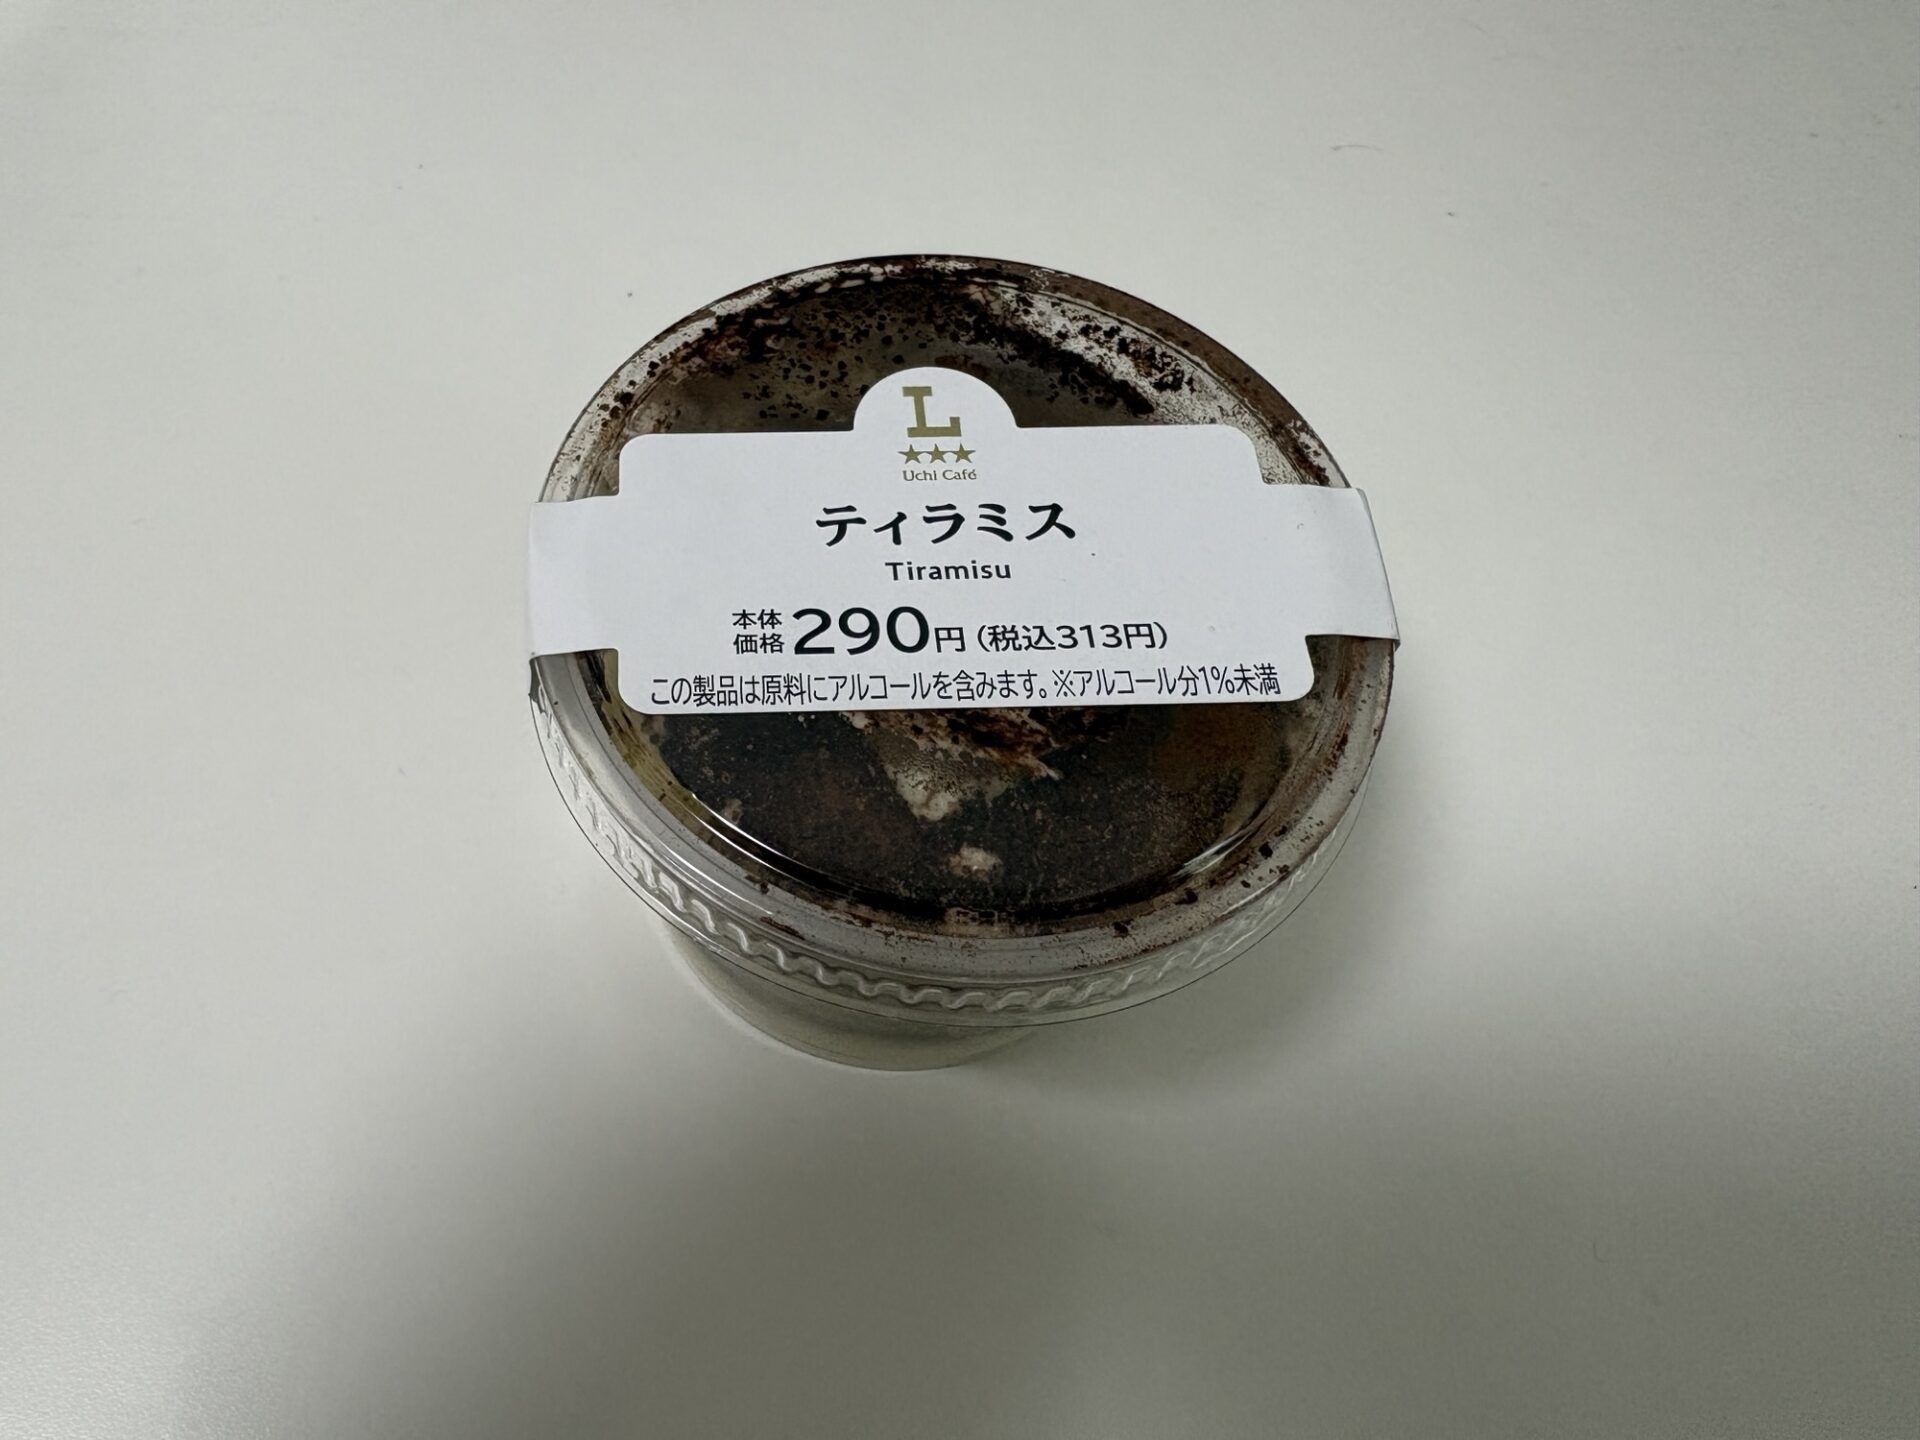 L
★★★
Uchi Café
ティラミス
Tiramisu
本体価格290円(税込313円)
この製品は原料にアルコールを含みます。※アルコール分1%未満